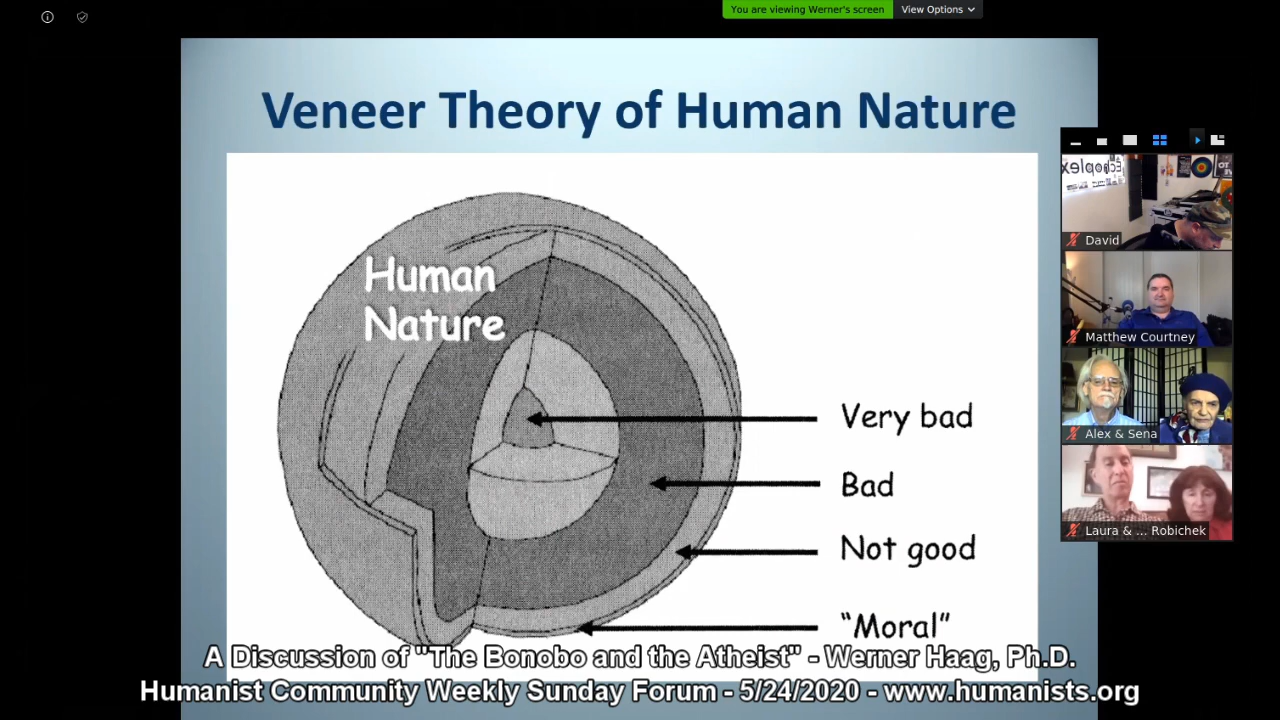 You are viewing Werner's screen
View Options
Veneer Theory of Human Nature
Human
Nature
Very bad
Bad
Not good
“Moral”
Echoplex
David
Matthew Courtney
Alex & Sena
Laura & ... Robichek
A Discussion of "The Bonobo and the Atheist" - Werner Haag, Ph.D.
Humanist Community Weekly Sunday Forum - 5/24/2020 - www.humanists.org